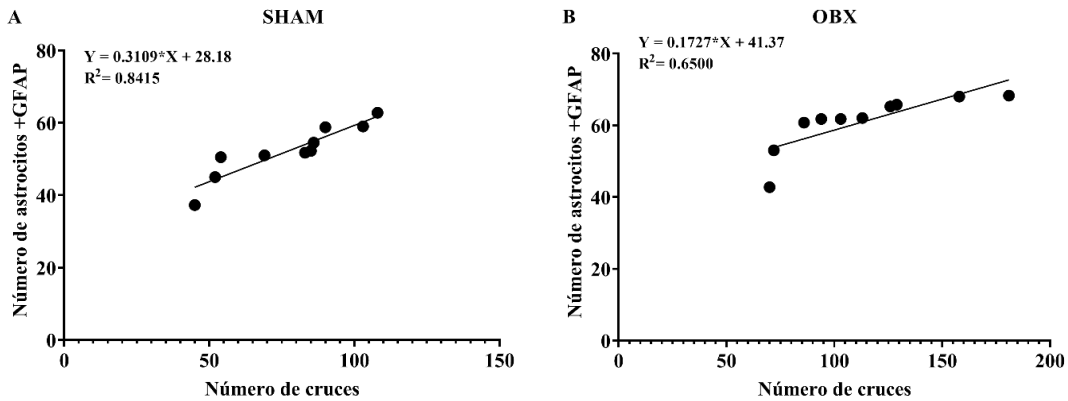 A
SHAM
Y = 0.3109*X + 28.18
R2 = 0.8415
Número de astrocitos +GFAP
80
60
40
20
0
0
50
100
150
Número de cruces
B
OBX
Y = 0.1727*X + 41.37
R2 = 0.6500
Número de astrocitos +GFAP
80
60
40
20
0
0
50
100
150
200
Número de cruces